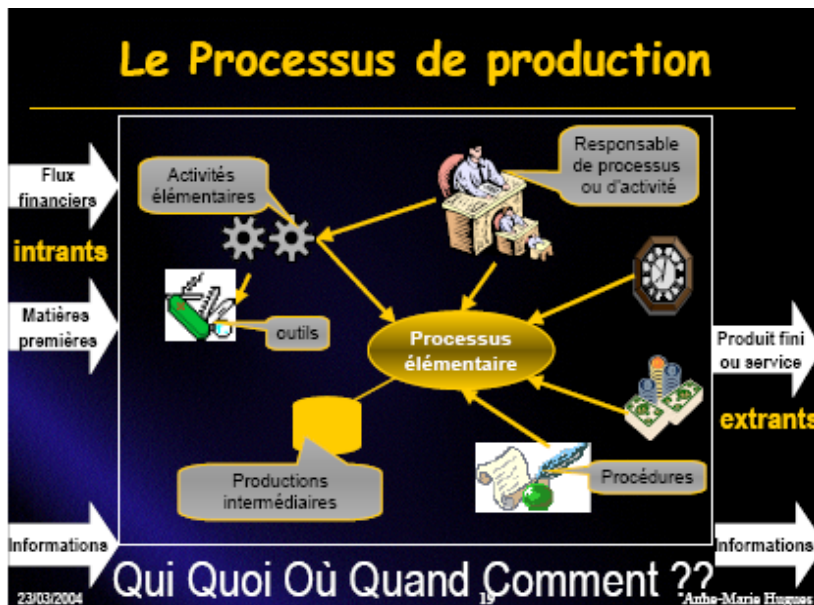 Le Processus de production
Flux
financiers
intrants
Matières
premières
Informations
Activités
élémentaires
outils
Productions
intermédiaires
Responsable
de processus
ou d'activité
Processus
élémentaire
Procédures
Produit fini
ou service
extrants
Informations
Qui Quoi Où Quand Comment ??
23/03/2004
19
Anne-Marie Hugues